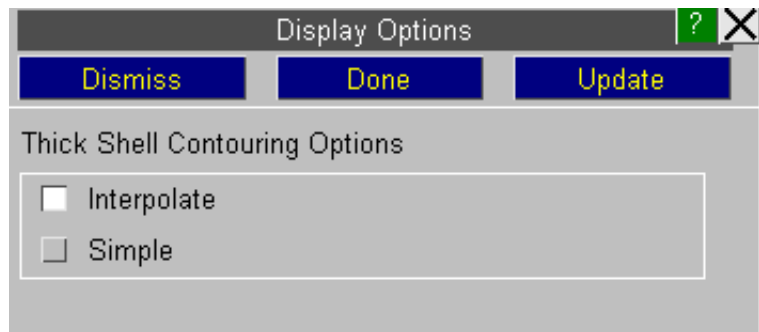 Display Options ?
Dismiss Done Update
Thick Shell Contouring Options
Interpolate
Simple